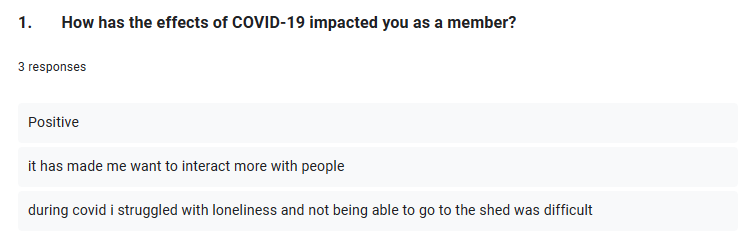 1. How has the effects of COVID-19 impacted you as a member?
3 responses
Positive
it has made me want to interact more with people
during covid i struggled with loneliness and not being able to go to the shed was difficult